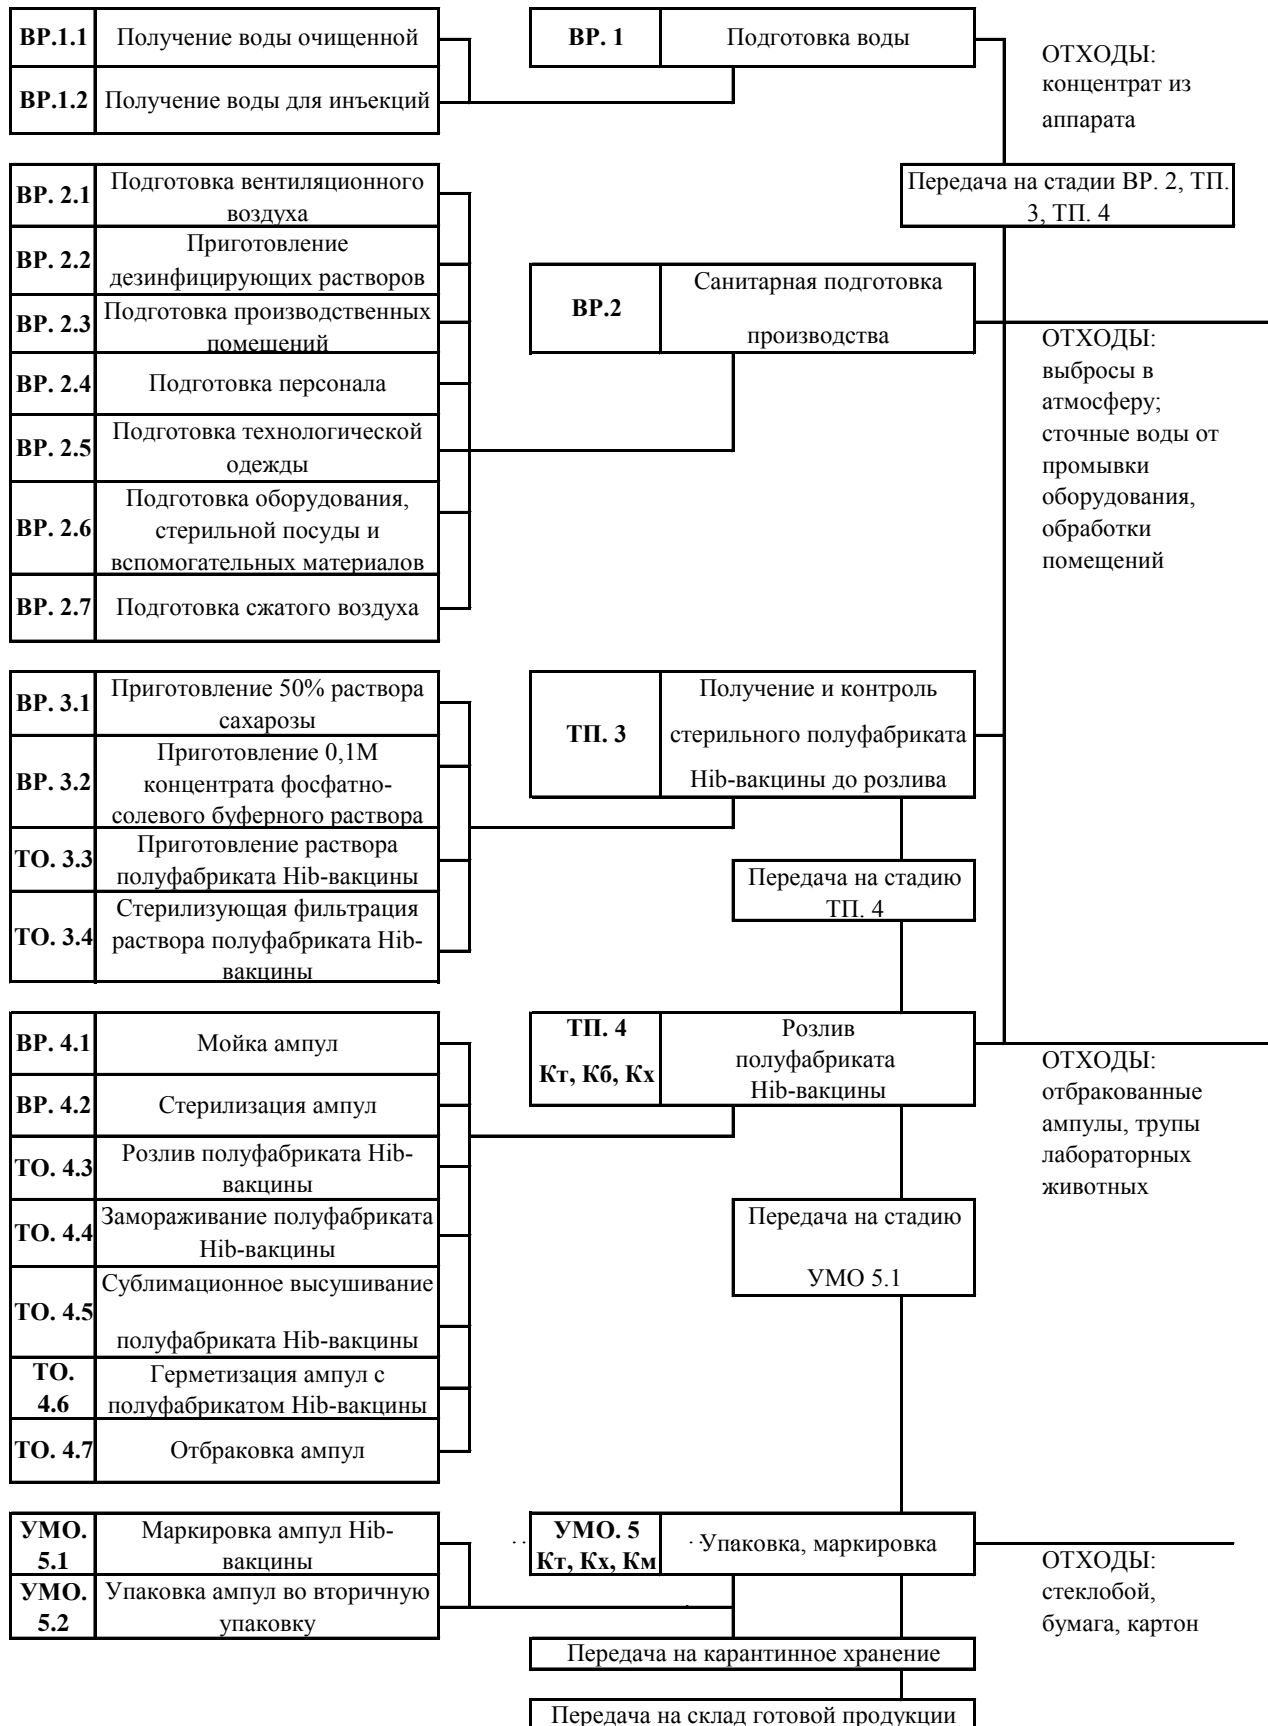 ВР.1.1 Получение воды очищенной
ВР.1.2 Получение воды для инъекций
ВР. 1 Подготовка воды
ОТХОДЫ:
концентрат из
аппарата
Передача на стадии ВР. 2, ТП.
3, ТП. 4
ВР. 2.1 Подготовка вентиляционного
воздуха
ВР. 2.2 Приготовление
дезинфицирующих растворов
ВР. 2.3 Подготовка производственных
помещений
ВР. 2.4 Подготовка персонала
ВР. 2.5 Подготовка технологической
одежды
ВР. 2.6 Подготовка оборудования,
стерильной посуды и
вспомогательных материалов
ВР. 2.7 Подготовка сжатого воздуха
ВР.2 Санитарная подготовка
производства
ОТХОДЫ:
выбросы в
атмосферу;
сточные воды от
промывки
оборудования,
обработки
помещений
ВР. 3.1 Приготовление 50% раствора
сахарозы
ВР. 3.2 Приготовление 0,1М
концентрата фосфатно-
солевого буферного раствора
ТО. 3.3 Приготовление раствора
полуфабриката Hib-вакцины
ТО. 3.4 Стерилизующая фильтрация
раствора полуфабриката Hib-
вакцины
ТП. 3 Получение и контроль
стерильного полуфабриката
Hib-вакцины до розлива
Передача на стадию
ТП. 4
ВР. 4.1 Мойка ампул
ВР. 4.2 Стерилизация ампул
ТО. 4.3 Розлив полуфабриката Hib-
вакцины
ТО. 4.4 Замораживание полуфабриката
Hib-вакцины
ТО. 4.5 Сублимационное высушивание
полуфабриката Hib-вакцины
ТО.
4.6 Герметизация ампул с
полуфабрикатом Hib-вакцины
ТО. 4.7 Отбраковка ампул
ТП. 4
Кт, Кб, Кх
Розлив
полуфабриката
Hib-вакцины
ОТХОДЫ:
отбракованные
ампулы, трупы
лабораторных
животных
Передача на стадию
УМО 5.1
УМО.
5.1 Маркировка ампул Hib-
вакцины
УМО.
5.2 Упаковка ампул во вторичную
упаковку
УМО. 5
Кт, Кх, Км
Упаковка, маркировка
ОТХОДЫ:
стеклобой,
бумага, картон
Передача на карантинное хранение
Передача на склад готовой продукции